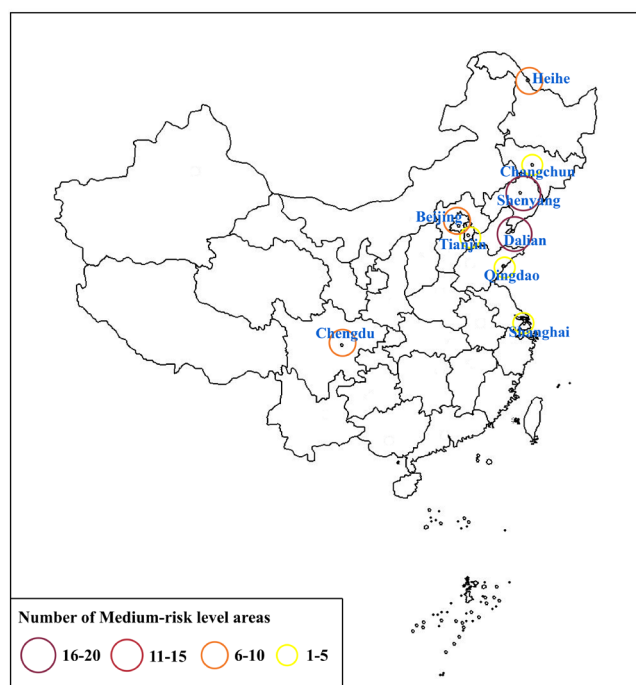 Heihe
Changchun
Shenyang
Beijing
Tianjin
Dalian
Qingdao
Shanghai
Chengdu
Number of Medium-risk level areas
16-20 11-15 6-10 1-5